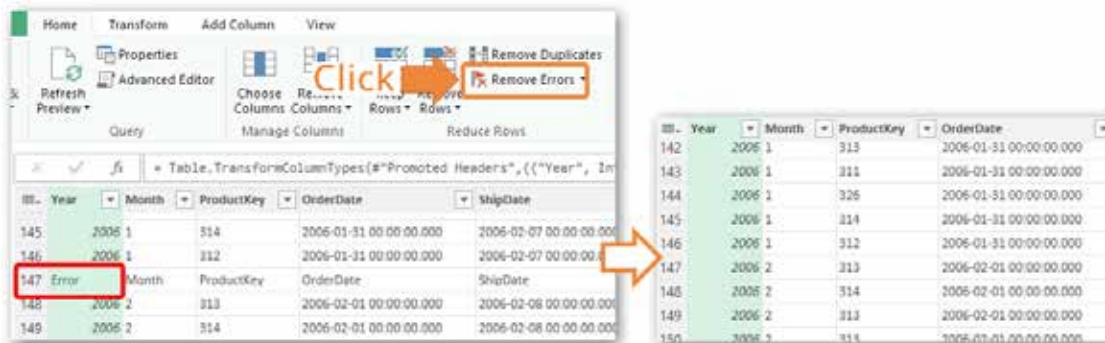 Home Transform Add Column View
Properties
Advanced Editor
Refresh
Preview
Choose
Columns
Columns
Rows
Rows
Click
Remove Duplicates
Remove Errors
Query
Manage Columns
Reduce Rows
fx = Table.TransformColumnTypes(#"Promoted Headers",{{"Year", Int
Year Month ProductKey OrderDate ShipDate
145 2006 1 314 2006-01-31 00:00:00.000 2006-02-07 00:00:00.000
146 2006 1 312 2006-01-31 00:00:00.000 2006-02-07 00:00:00.0
147 Error Month ProductKey OrderDate ShipDate
148 2006 2 313 2006-02-01 00:00:00.000 2006-02-08 00:00:00.000
149 2006 2 314 2006-02-01 00:00:00.000 2006-02-08 00:00:00.000
Year Month ProductKey OrderDate
142 2006 1 313 2006-01-31 00:00:00.000
143 2006 1 311 2006-01-31 00:00:00.000
144 2006 1 326 2006-01-31 00:00:00.000
145 2006 1 314 2006-01-31 00:00:00.000
146 2006 1 312 2006-01-31 00:00:00.000
147 2006 2 313 2006-02-01 00:00:00.000
148 2006 2 314 2006-02-01 00:00:00.000
149 2006 2 313 2006-02-01 00:00:00.000